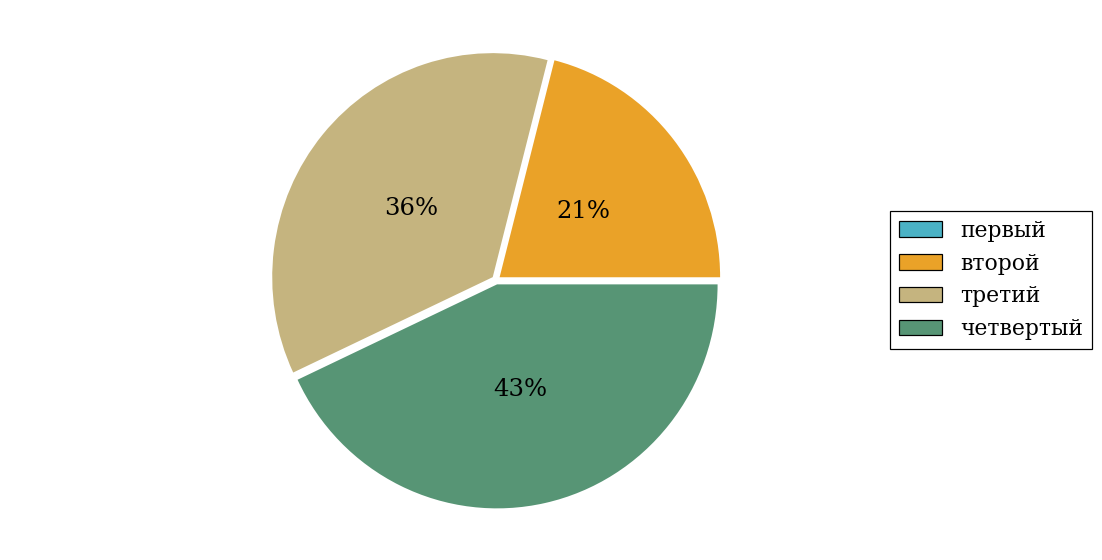 36%
21%
43%
первый
второй
третий
четвертый